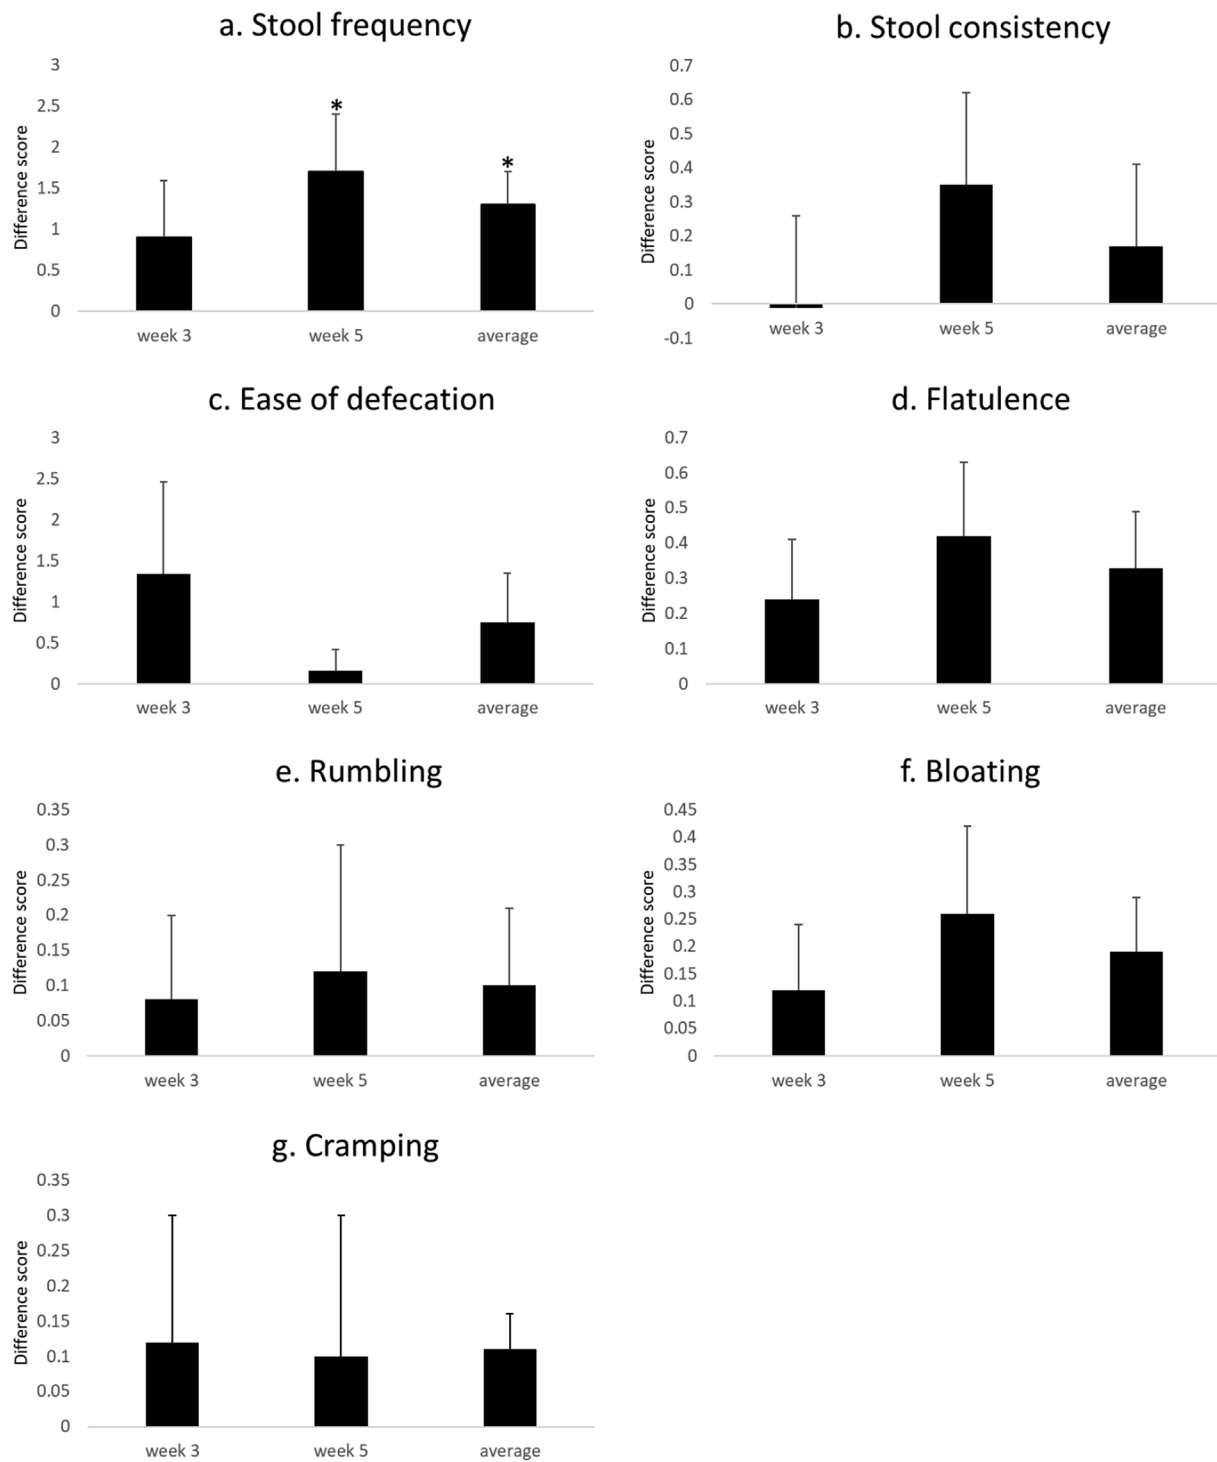 a. Stool frequency
3
2.5
2
1.5
1
0.5
0
Difference score
*
*
week 3 week 5 average
b. Stool consistency
0.7
0.6
0.5
0.4
0.3
0.2
0.1
0
-0.1
Difference score
week 3 week 5 average
c. Ease of defecation
3
2.5
2
1.5
1
0.5
0
Difference score
week 3 week 5 average
d. Flatulence
0.7
0.6
0.5
0.4
0.3
0.2
0.1
0
Difference score
week 3 week 5 average
e. Rumbling
0.35
0.3
0.25
0.2
0.15
0.1
0.05
0
Difference score
week 3 week 5 average
f. Bloating
0.45
0.4
0.35
0.3
0.25
0.2
0.15
0.1
0.05
0
Difference score
week 3 week 5 average
g. Cramping
0.35
0.3
0.25
0.2
0.15
0.1
0.05
0
Difference score
week 3 week 5 average